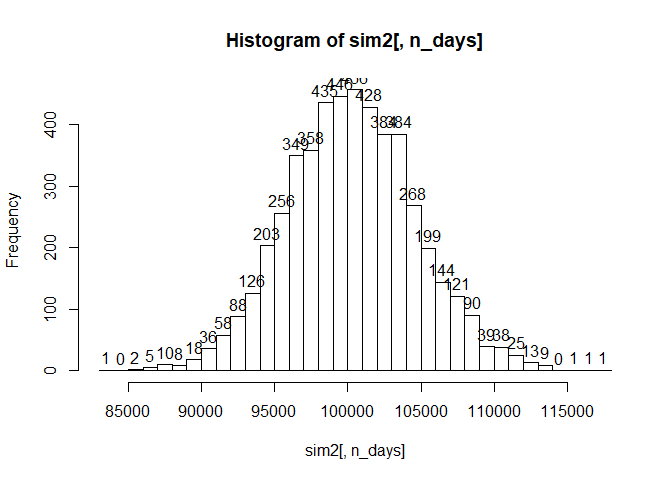 Histogram of sim2[, n_days]
Frequency
400
300
200
100
0
1 0 2 5 10 8 18 36 58 88 126 203 256 349 358 435 446 428 384 384 268 199 144 121 90 39 38 25 13 9 0 1 1 1
85000 90000 95000 100000 105000 110000 115000
sim2[, n_days]